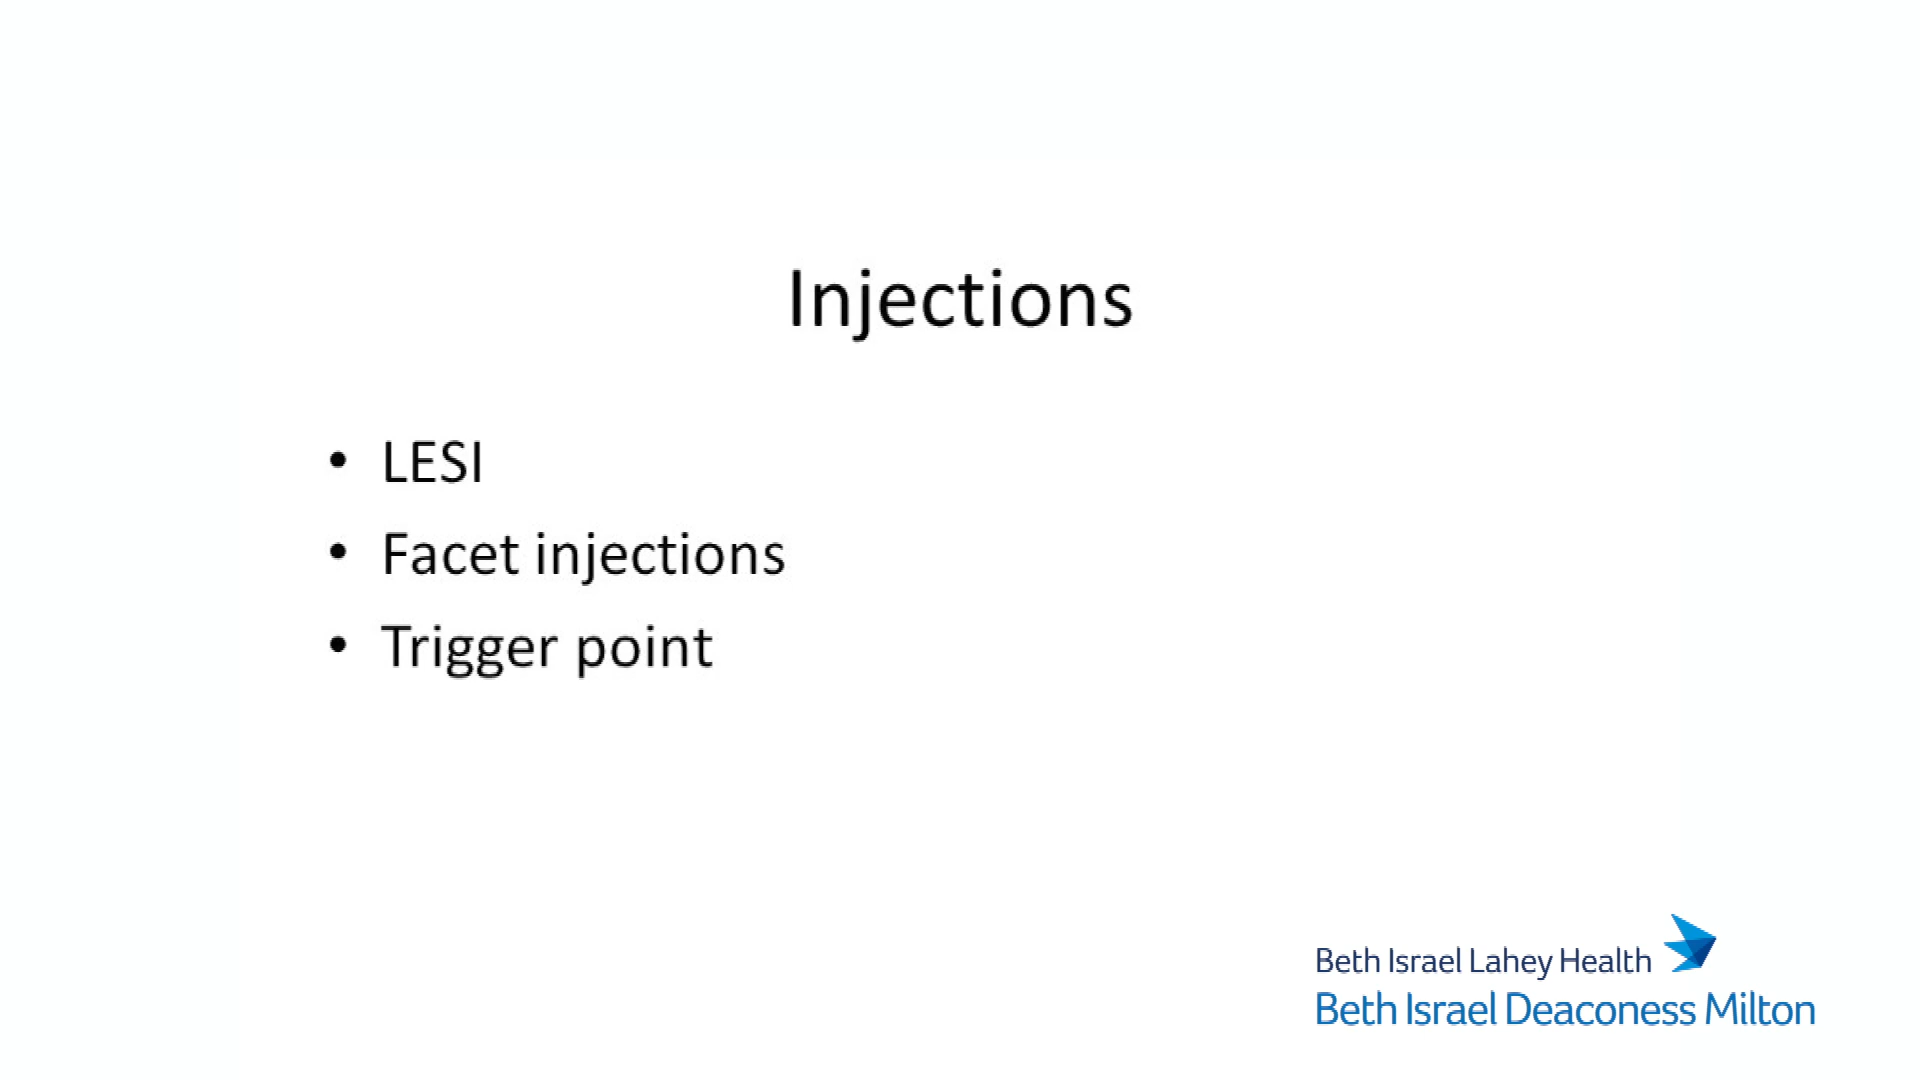 Injections
• LESI
• Facet injections
• Trigger point
Beth Israel Lahey Health
Beth Israel Deaconess Milton